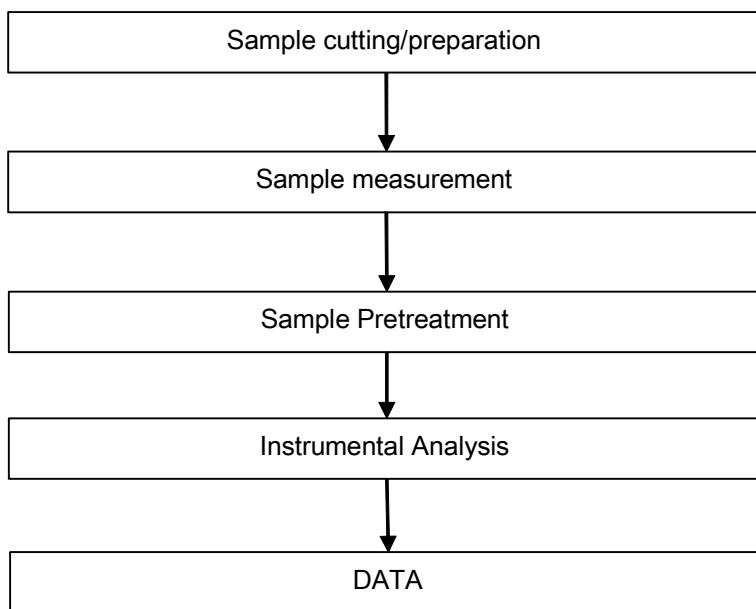 Sample cutting/preparation
Sample measurement
Sample Pretreatment
Instrumental Analysis
DATA